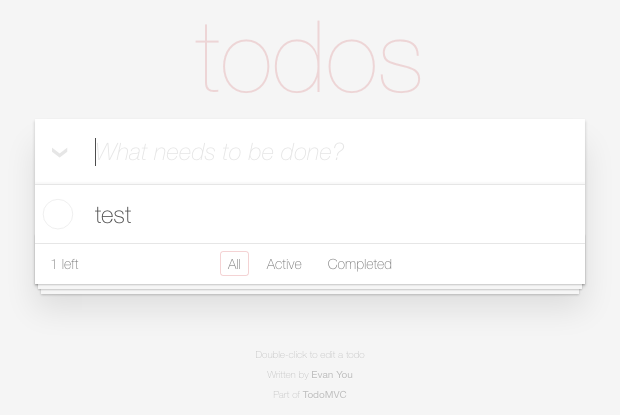 todos
What needs to be done?
test
1 left All Active Completed
Double-click to edit a todo
Written by Evan You
Part of TodoMVC